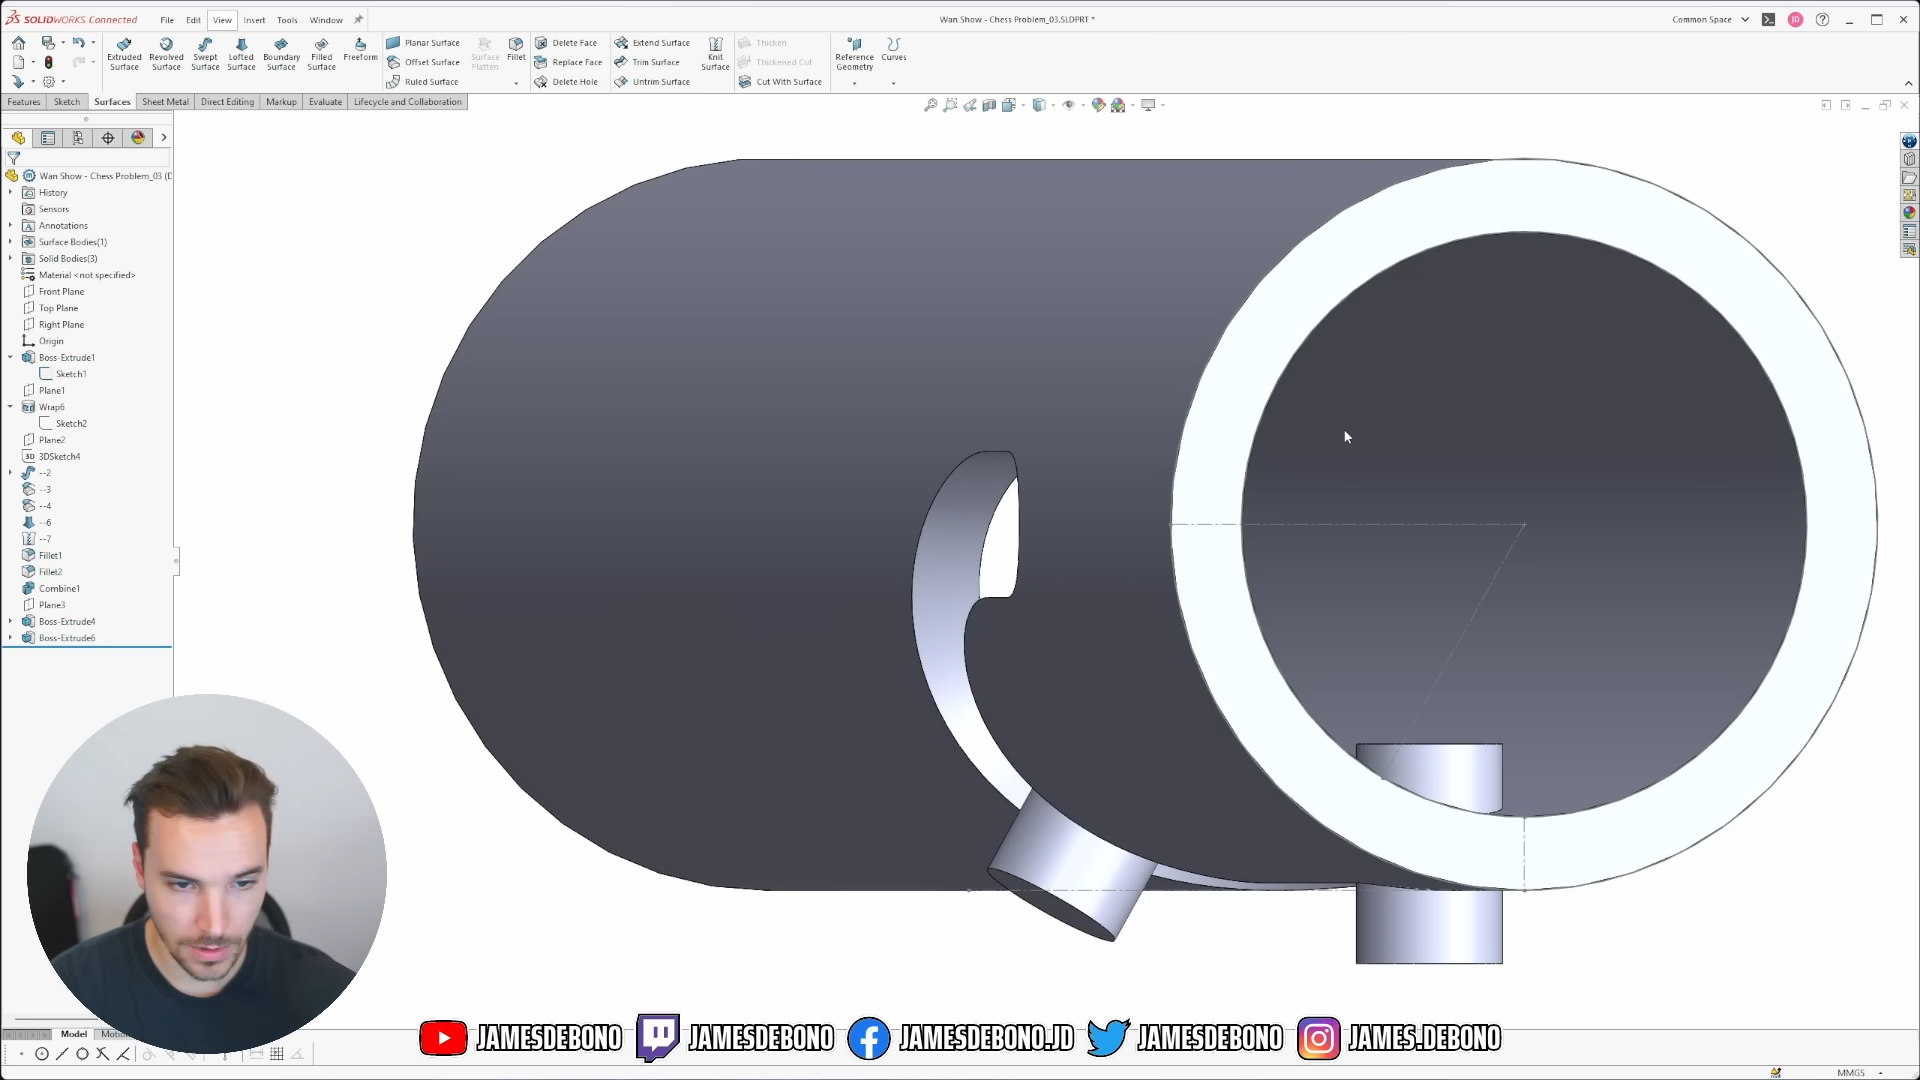 SOLIDWORKS Connected
File Edit View Insert Tools Window
Wan Show - Chess Problem_03.SLDPRT *
Common Space
JD
Extruded Surface
Revolved Surface
Swept Surface
Lofted Surface
Boundary Surface
Filled Surface
Freeform
Planar Surface
Offset Surface
Ruled Surface
Surface Flatten
Fillet
Delete Face
Replace Face
Delete Hole
Extend Surface
Trim Surface
Untrim Surface
Knit Surface
Thicken
Thickened Cut
Cut With Surface
Reference Geometry
Curves
Features Sketch Surfaces Sheet Metal Direct Editing Markup Evaluate Lifecycle and Collaboration
Wan Show - Chess Problem_03 (D
History
Sensors
Annotations
Surface Bodies(1)
Solid Bodies(3)
Material <not specified>
Front Plane
Top Plane
Right Plane
Origin
Boss-Extrude1
Sketch1
Plane1
Wrap6
Sketch2
Plane2
3D 3DSketch4
--2
--3
--4
--6
--7
Fillet1
Fillet2
Combine1
Plane3
Boss-Extrude4
Boss-Extrude6
Model Motio
JAMESDEBONO JAMESDEBONO JAMESDEBONO.JD JAMESDEBONO JAMES.DEBONO
MMGS